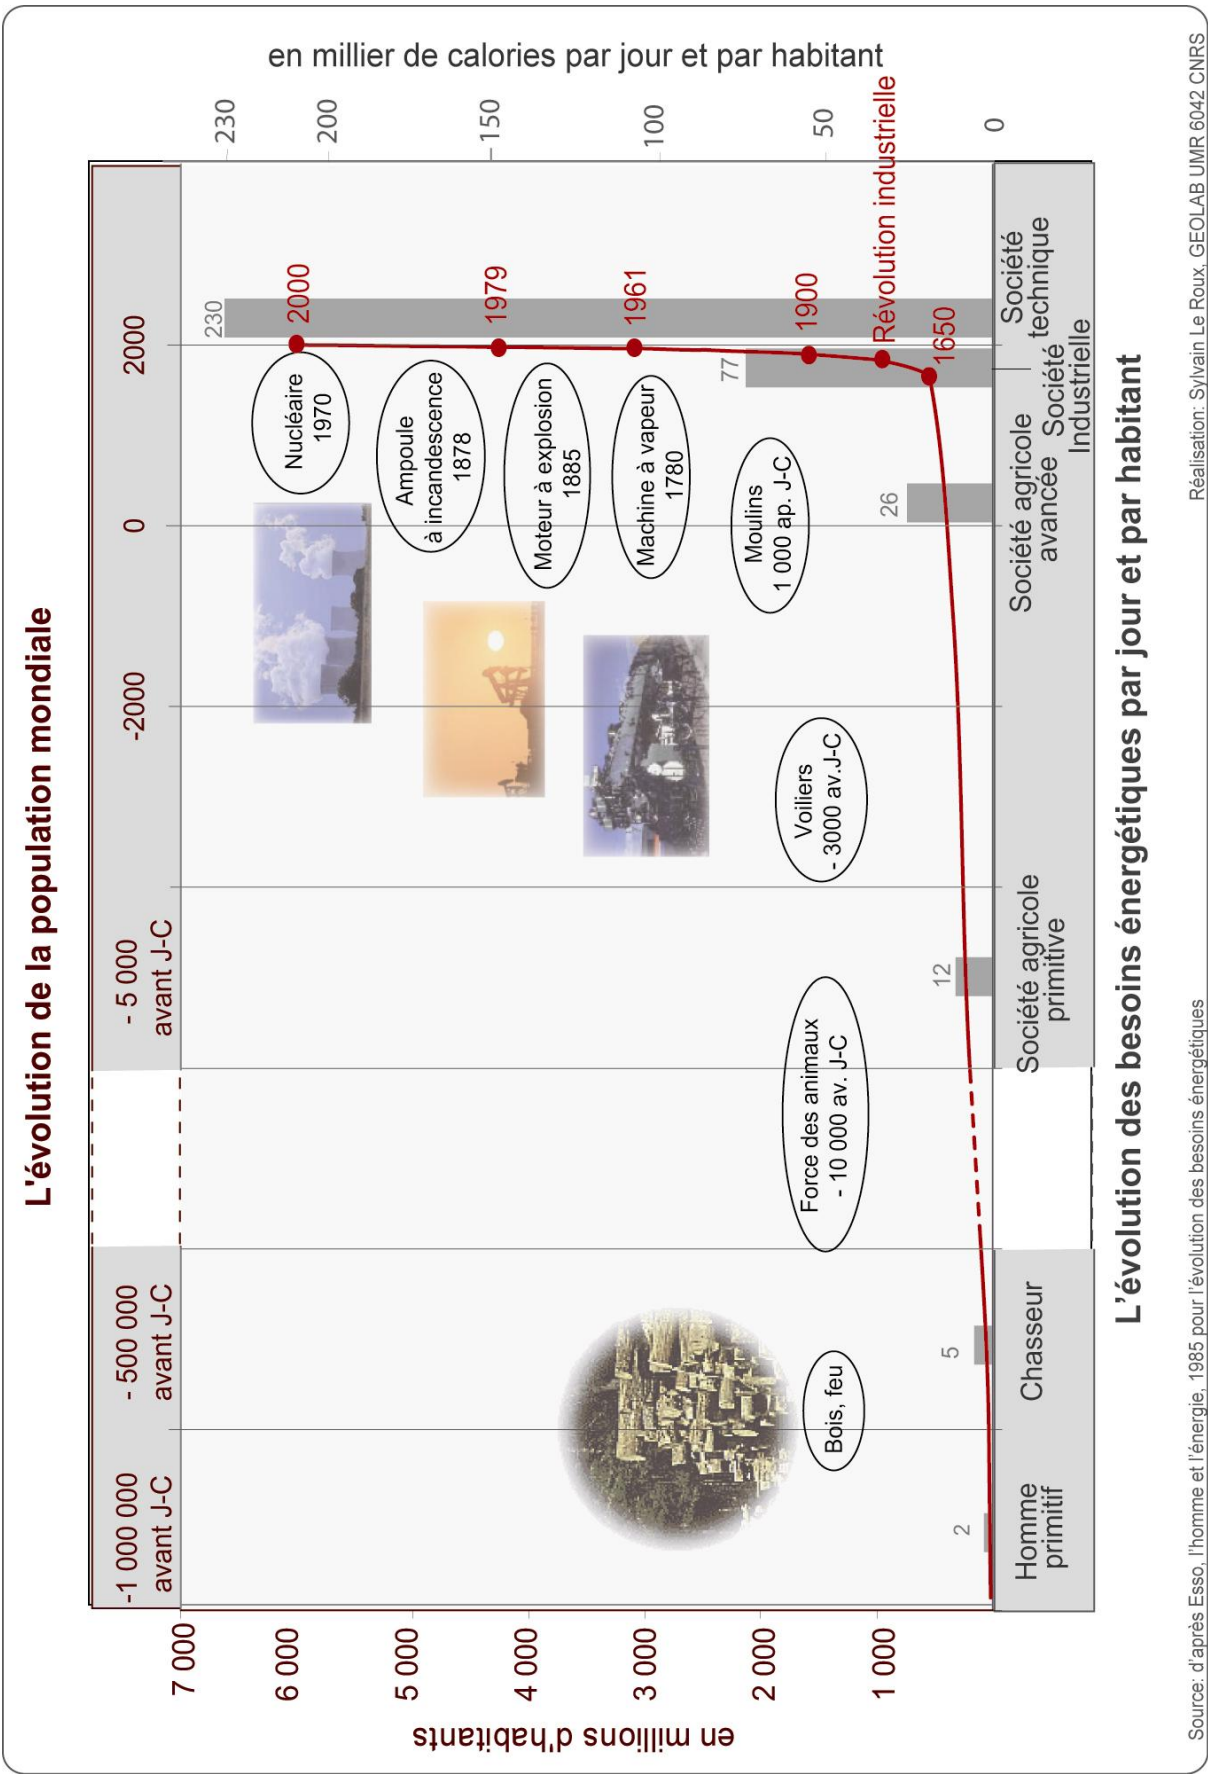 L'évolution de la population mondiale
-1 000 000
avant J-C
- 500 000
avant J-C
- 5 000
avant J-C
-2000
0
2000
en millions d'habitants
7 000
6 000
5 000
4 000
3 000
2 000
1 000
en millier de calories par jour et par habitant
230
200
150
100
50
0
Nucléaire
1970
Ampoule
à incandescence
1878
Moteur à explosion
1885
Machine à vapeur
1780
Moulins
1 000 ap. J-C
Voiliers
- 3000 av.J-C
Force des animaux
- 10 000 av. J-C
Bois, feu
2000
1979
1961
1900
Révolution industrielle
1650
2
5
12
26
77
230
Homme
primitif
Chasseur
Société agricole
primitive
Société agricole
avancée
Société
Industrielle
Société
technique
L'évolution des besoins énergétiques par jour et par habitant
Source: d'après Esso, l'homme et l'énergie, 1985 pour l'évolution des besoins énergétiques
Réalisation: Sylvain Le Roux, GEOLAB UMR 6042 CNRS